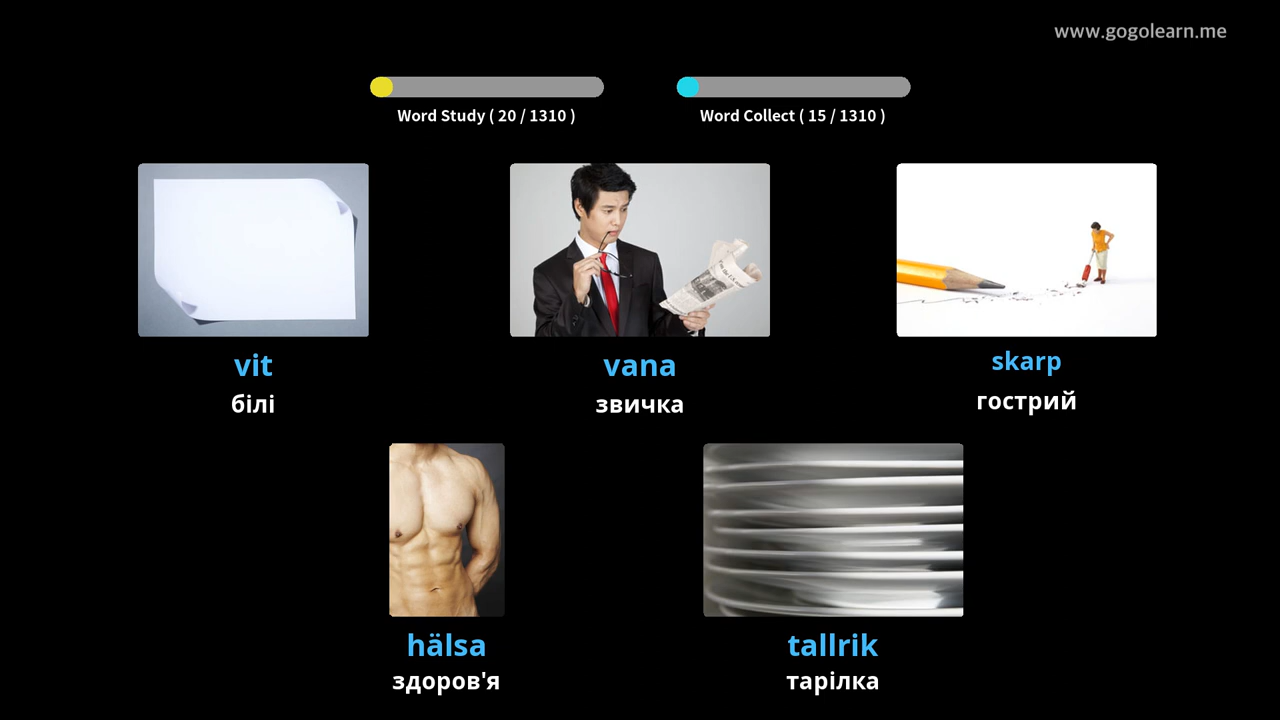 www.gogolearn.me
Word Study ( 20 / 1310 )
Word Collect ( 15 / 1310 )
vit
білі
vana
звичка
skarp
гострий
hälsa
здоров'я
tallrik
тарілка